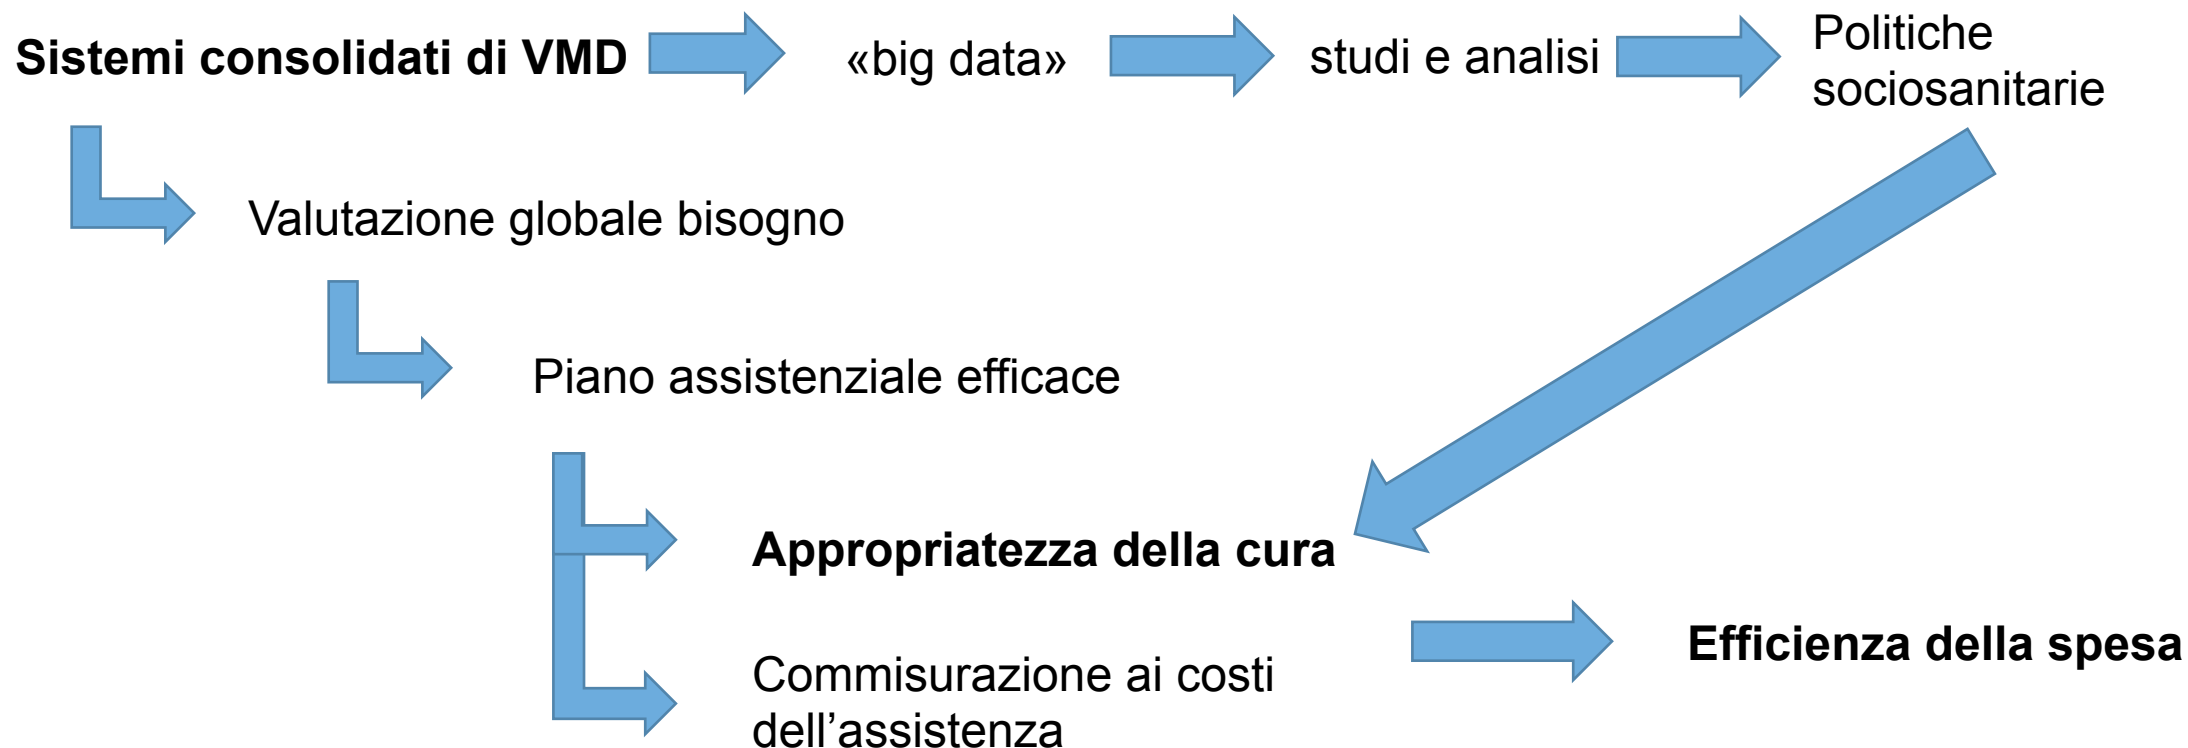 Sistemi consolidati di VMD
«big data»
studi e analisi
Politiche
sociosanitarie
Valutazione globale bisogno
Piano assistenziale efficace
Appropriatezza della cura
Efficienza della spesa
Commisurazione ai costi
dell’assistenza